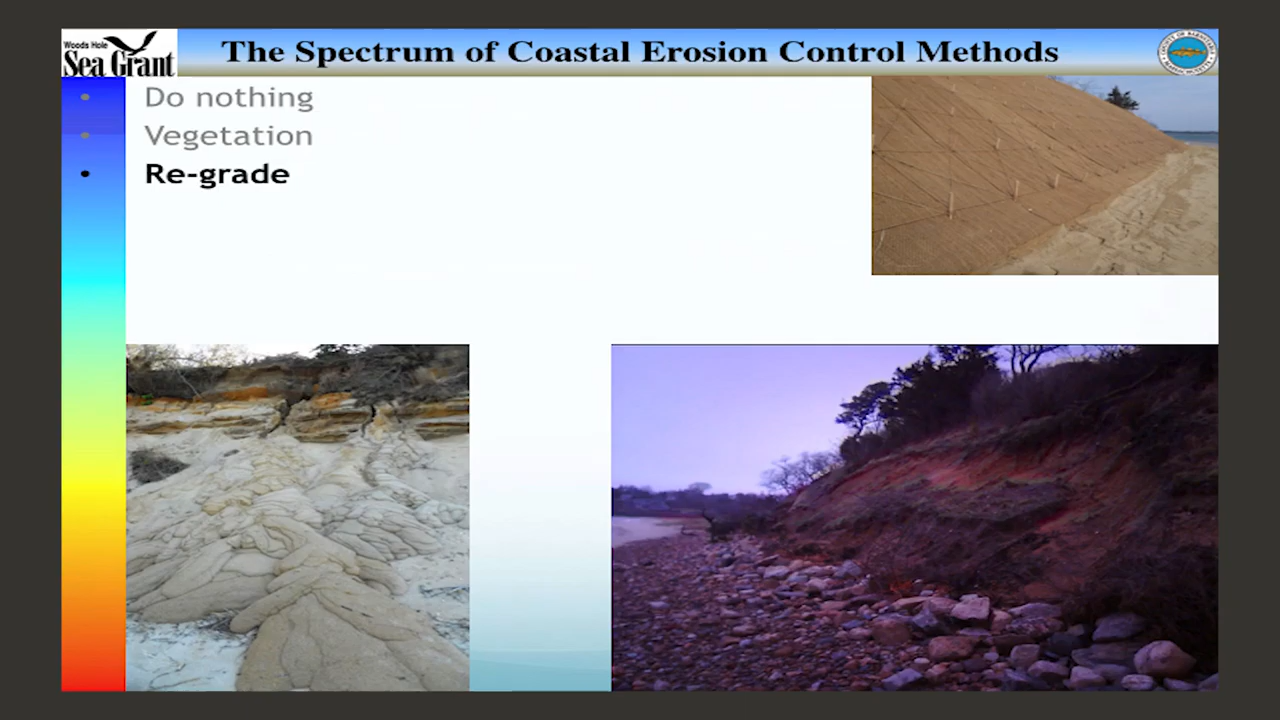 Woods Hole
Sea Grant
The Spectrum of Coastal Erosion Control Methods
• Do nothing
• Vegetation
• Re-grade